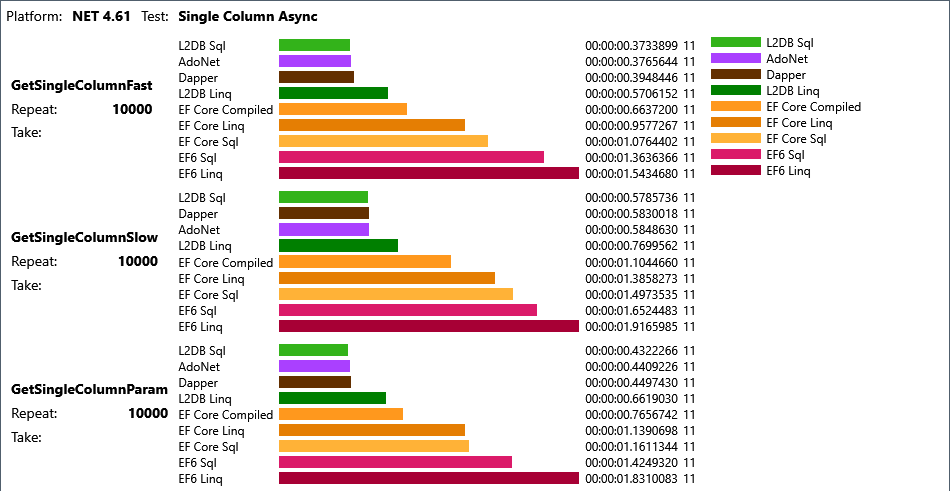 Platform: NET 4.61 Test: Single Column Async
GetSingleColumnFast
Repeat: 10000
Take:
L2DB Sql 00:00:00.3733899 11
AdoNet 00:00:00.3765644 11
Dapper 00:00:00.3948446 11
L2DB Linq 00:00:00.5706152 11
EF Core Compiled 00:00:00.6637200 11
EF Core Linq 00:00:00.9577267 11
EF Core Sql 00:00:01.0764402 11
EF6 Sql 00:00:01.3636366 11
EF6 Linq 00:00:01.5434680 11
L2DB Sql
AdoNet
Dapper
L2DB Linq
EF Core Compiled
EF Core Linq
EF Core Sql
EF6 Sql
EF6 Linq
GetSingleColumnSlow
Repeat: 10000
Take:
L2DB Sql 00:00:00.5785736 11
Dapper 00:00:00.5830018 11
AdoNet 00:00:00.5848630 11
L2DB Linq 00:00:00.7699562 11
EF Core Compiled 00:00:01.1044660 11
EF Core Linq 00:00:01.3858273 11
EF Core Sql 00:00:01.4973535 11
EF6 Sql 00:00:01.6524483 11
EF6 Linq 00:00:01.9165985 11
GetSingleColumnParam
Repeat: 10000
Take:
L2DB Sql 00:00:00.4322266 11
AdoNet 00:00:00.4409226 11
Dapper 00:00:00.4497430 11
L2DB Linq 00:00:00.6619030 11
EF Core Compiled 00:00:00.7656742 11
EF Core Linq 00:00:01.1390698 11
EF Core Sql 00:00:01.1611344 11
EF6 Sql 00:00:01.4249320 11
EF6 Linq 00:00:01.8310083 11